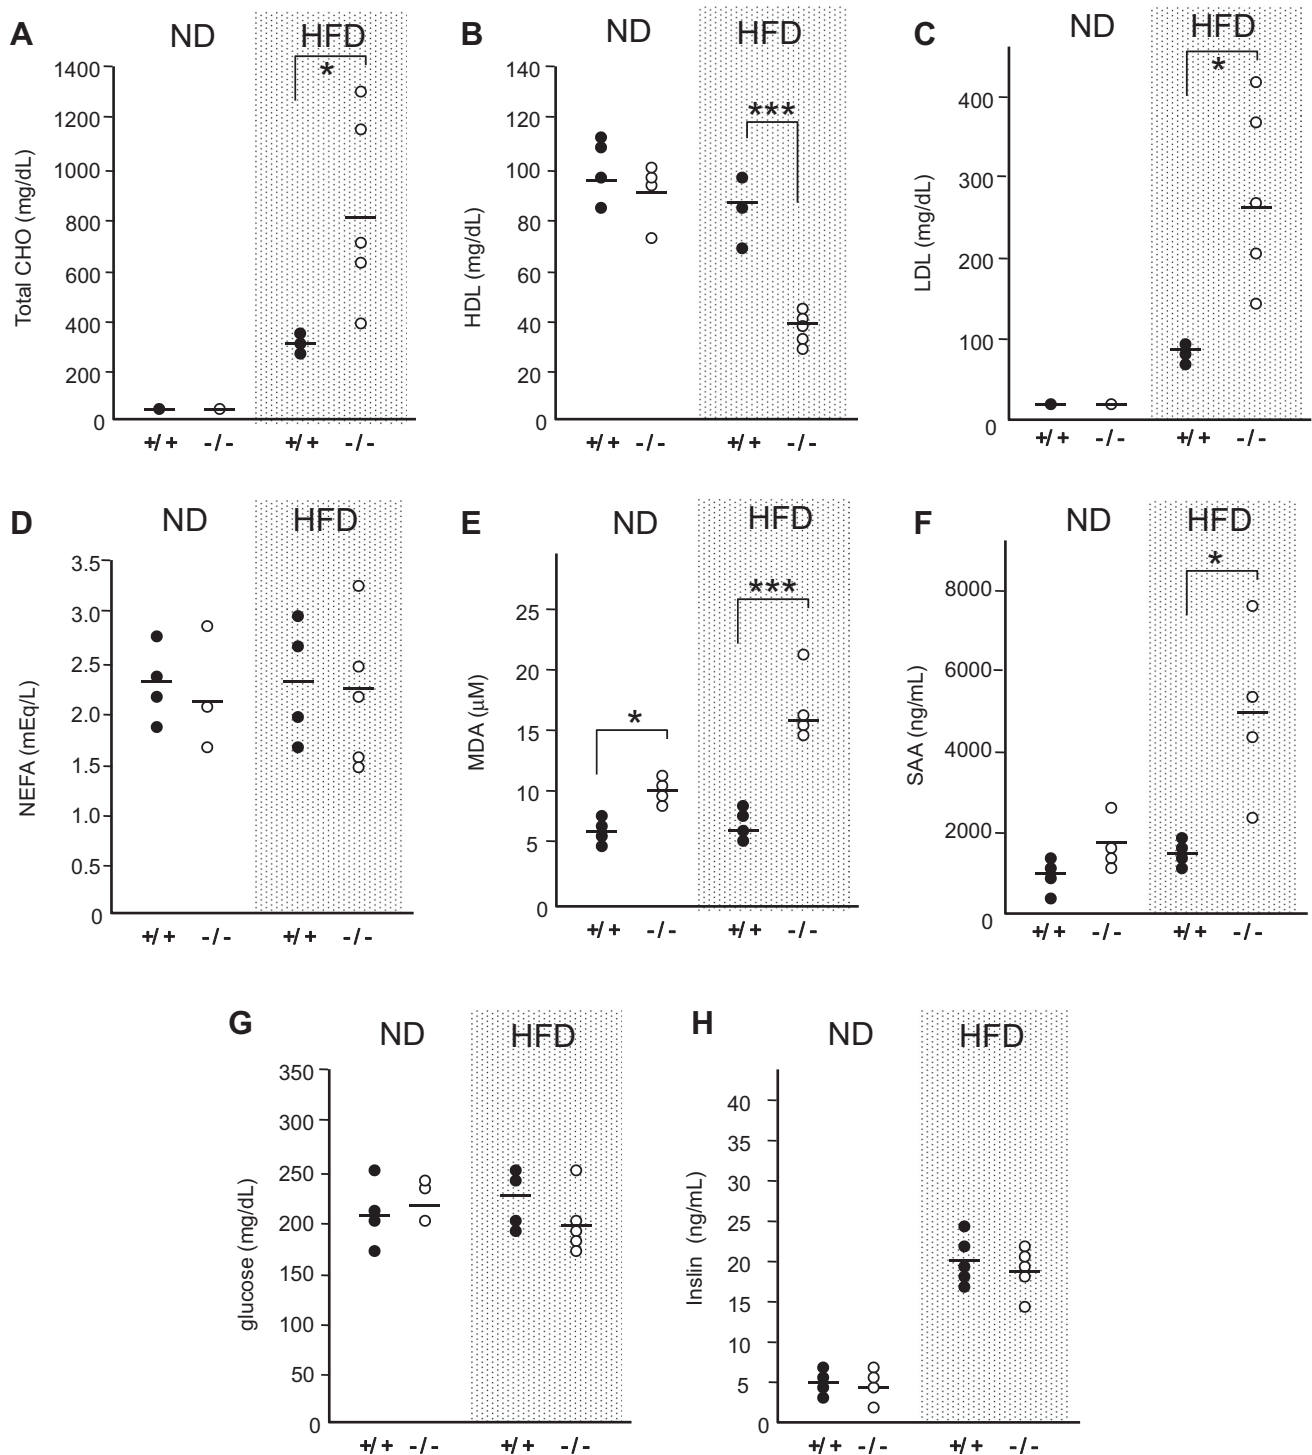 A
ND
HFD
*
1400
1200
1000
800
600
400
200
0
Total CHO (mg/dL)
+/+ -/- +/+ -/-
B
ND
HFD
***
140
120
100
80
60
40
20
0
HDL (mg/dL)
+/+ -/- +/+ -/-
C
ND
HFD
*
400
300
200
100
0
LDL (mg/dL)
+/+ -/- +/+ -/-
D
ND
HFD
3.5
3.0
2.5
2.0
1.5
1.0
0.5
0
NEFA (mEq/L)
+/+ -/- +/+ -/-
E
ND
HFD
***
*
25
20
15
10
5
0
MDA (µM)
+/+ -/- +/+ -/-
F
ND
HFD
*
8000
6000
4000
2000
0
SAA (ng/mL)
+/+ -/- +/+ -/-
G
ND
HFD
350
300
250
200
150
100
50
0
glucose (mg/dL)
+/+ -/- +/+ -/-
H
ND
HFD
40
35
30
25
20
15
10
5
0
Inslin (ng/mL)
+/+ -/- +/+ -/-